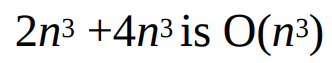 2n³ +4n³ is O(n³)